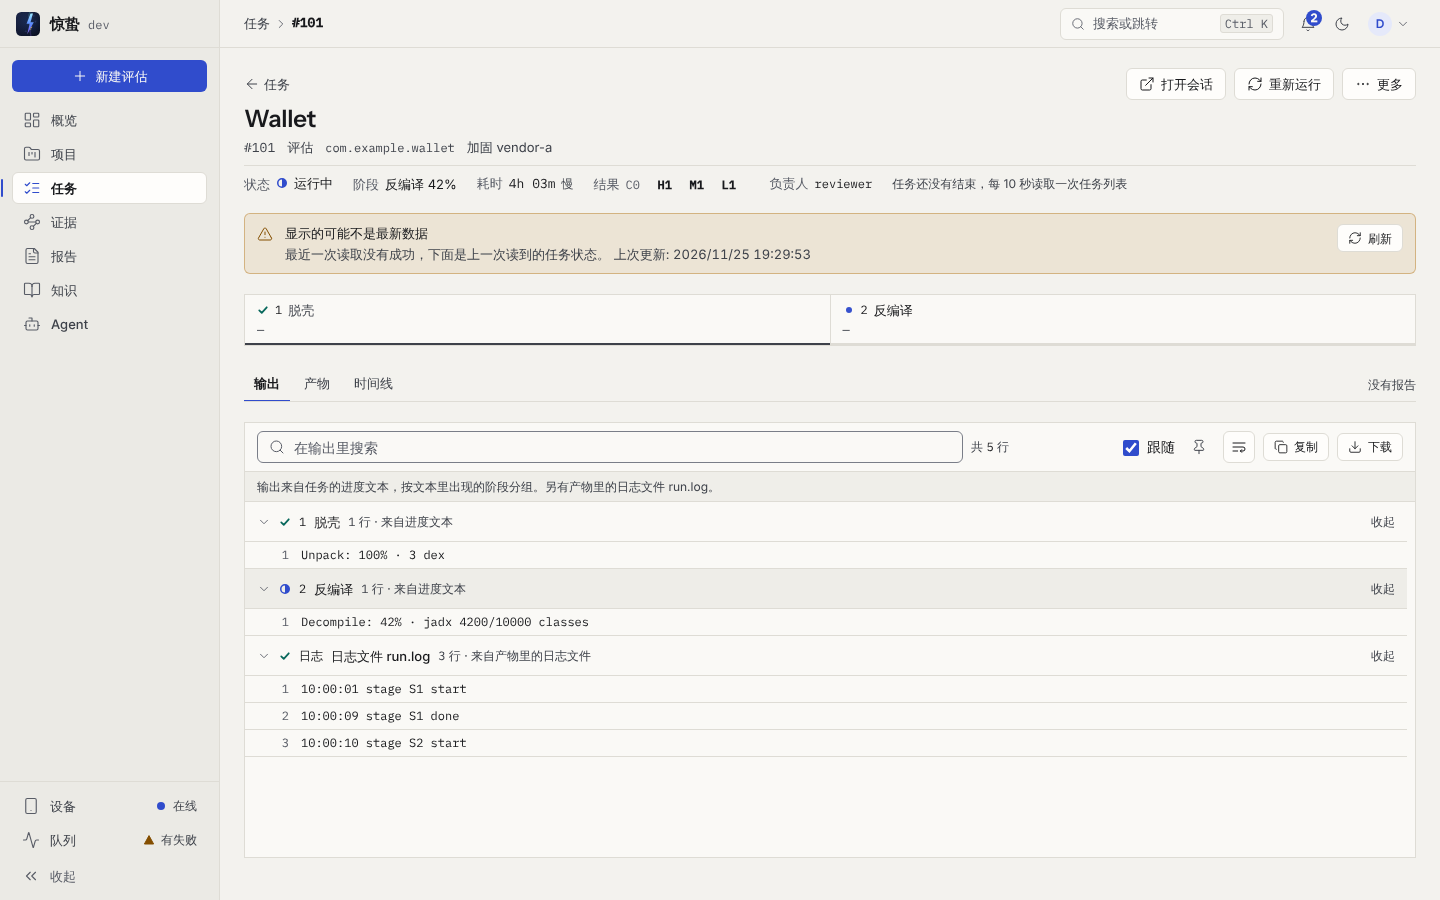 惊蛰 dev
任务 > #101
搜索或跳转 Ctrl K
2
D
新建评估
概览
项目
任务
证据
报告
知识
Agent
设备 在线
队列 有失败
收起
任务
打开会话
重新运行
更多
Wallet
#101 评估 com.example.wallet 加固 vendor-a
状态 运行中 阶段 反编译 42% 耗时 4h 03m 慢 结果 C0 H1 M1 L1 负责人 reviewer 任务还没有结束，每 10 秒读取一次任务列表
显示的可能不是最新数据
最近一次读取没有成功，下面是上一次读到的任务状态。 上次更新: 2026/11/25 19:29:53
刷新
1 脱壳
–
2 反编译
–
输出 产物 时间线 没有报告
在输出里搜索 共 5 行 跟随 复制 下载
输出来自任务的进度文本，按文本里出现的阶段分组。另有产物里的日志文件 run.log。
1 脱壳 1 行 · 来自进度文本 收起
1 Unpack: 100% · 3 dex
2 反编译 1 行 · 来自进度文本 收起
1 Decompile: 42% · jadx 4200/10000 classes
日志 日志文件 run.log 3 行 · 来自产物里的日志文件 收起
1 10:00:01 stage S1 start
2 10:00:09 stage S1 done
3 10:00:10 stage S2 start